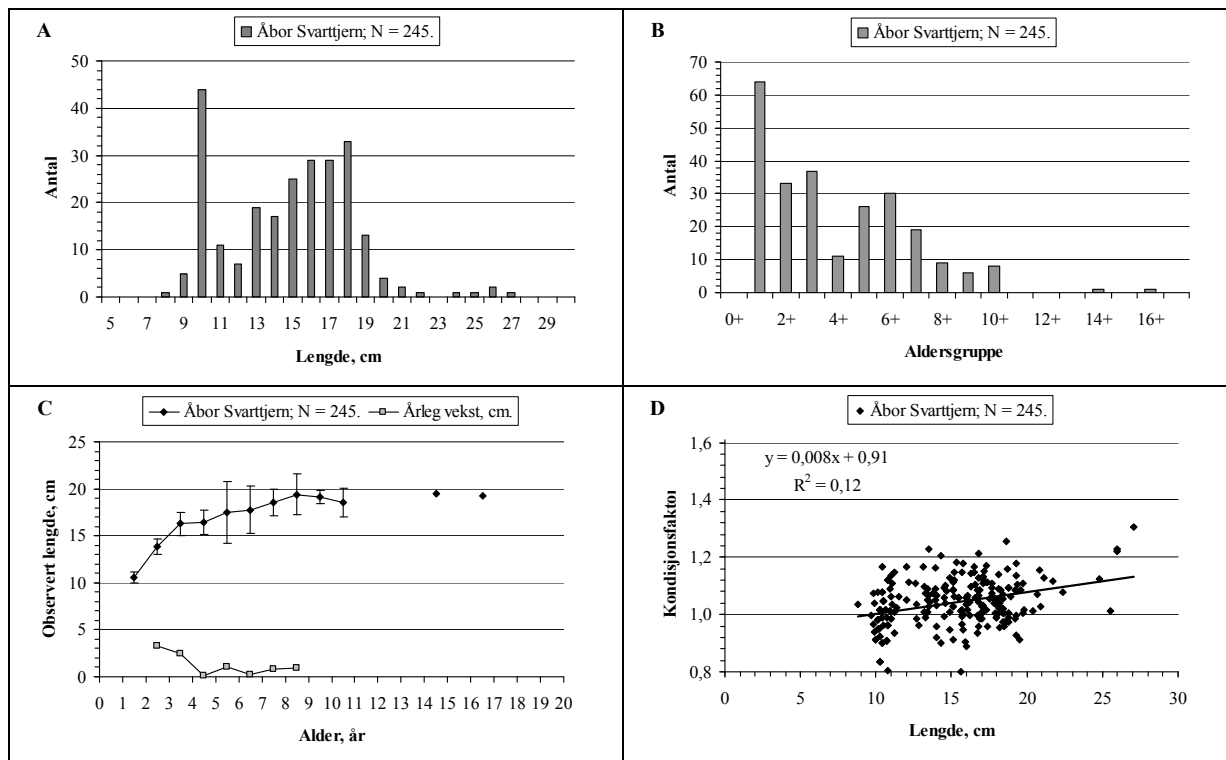 A
Åbor Svarttjern; N = 245.
50
40
30
20
10
0
Antal
5 7 9 11 13 15 17 19 21 23 25 27 29
Lengde, cm
B
Åbor Svarttjern; N = 245.
70
60
50
40
30
20
10
0
Antal
0+ 2+ 4+ 6+ 8+ 10+ 12+ 14+ 16+
Aldersgruppe
C
Åbor Svarttjern; N = 245. Årleg vekst, cm.
25
20
15
10
5
0
Observert lengde, cm
0 1 2 3 4 5 6 7 8 9 10 11 12 13 14 15 16 17 18 19 20
Alder, år
D
Åbor Svarttjern; N = 245.
y = 0,008x + 0,91
R² = 0,12
1,6
1,4
1,2
1,0
0,8
Kondisjonsfaktor
0 10 15 20 25 30
Lengde, cm